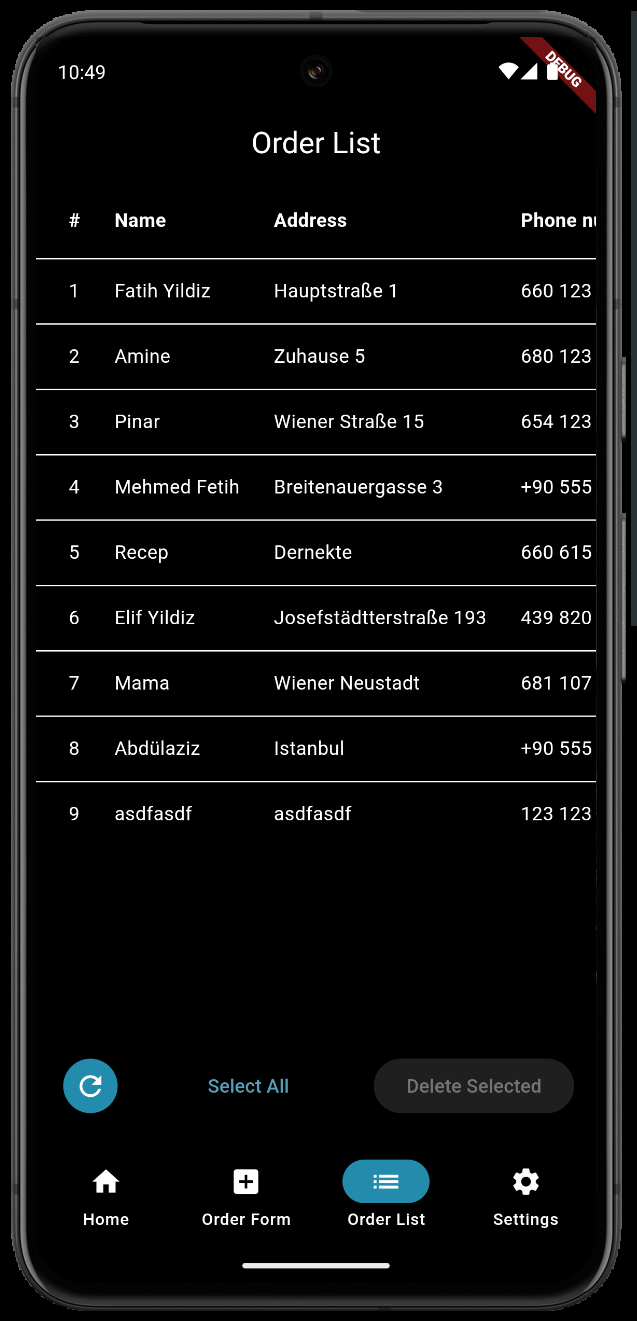 10:49
DEBUG
Order List
# Name Address Phone nu
1 Fatih Yildiz Hauptstraße 1 660 123
2 Amine Zuhause 5 680 123
3 Pinar Wiener Straße 15 654 123
4 Mehmed Fetih Breitenauergasse 3 +90 555
5 Recep Dernekte 660 615
6 Elif Yildiz Josefstädtterstraße 193 439 820
7 Mama Wiener Neustadt 681 107
8 Abdülaziz Istanbul +90 555
9 asdfasdf asdfasdf 123 123
Select All Delete Selected
Home Order Form Order List Settings